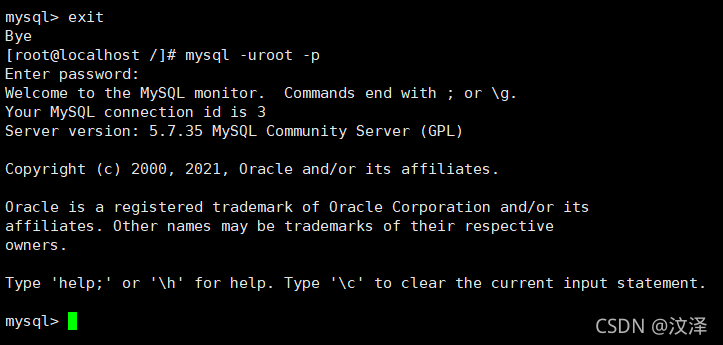 mysql> exit
Bye
[root@localhost /]# mysql -uroot -p
Enter password:
Welcome to the MySQL monitor.  Commands end with ; or \g.
Your MySQL connection id is 3
Server version: 5.7.35 MySQL Community Server (GPL)
Copyright (c) 2000, 2021, Oracle and/or its affiliates.
Oracle is a registered trademark of Oracle Corporation and/or its
affiliates. Other names may be trademarks of their respective
owners.
Type 'help;' or '\h' for help. Type '\c' to clear the current input statement.
mysql>
CSDN @汶泽